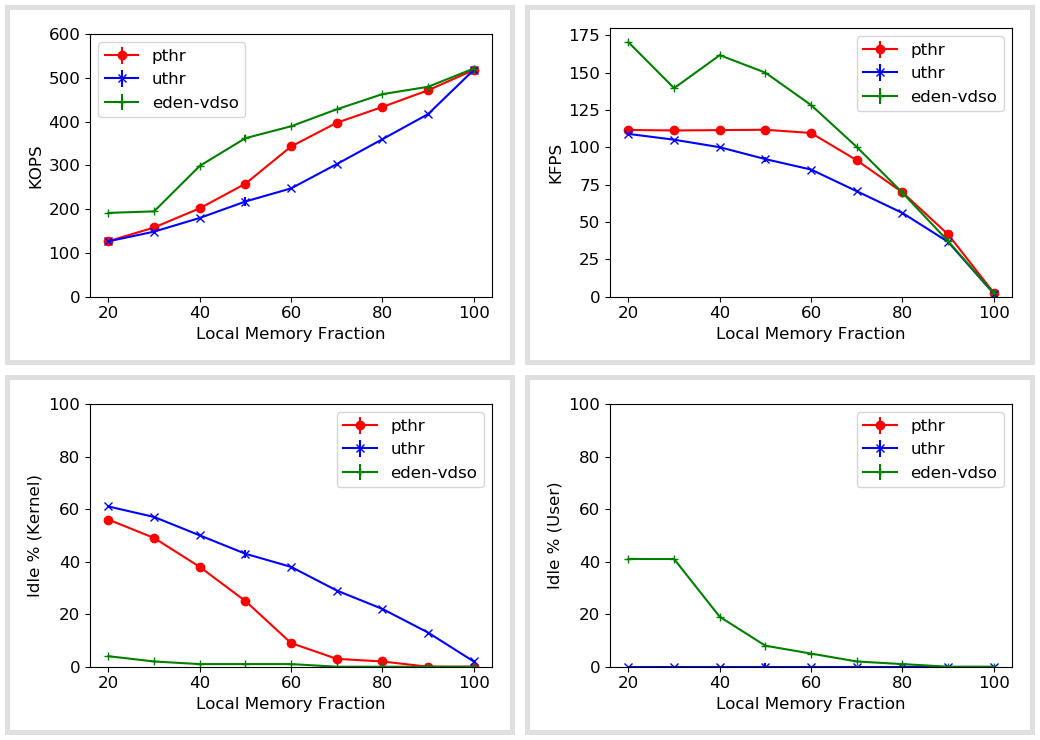 600
500
400
300
200
100
0
KOPS
pthr
uthr
eden-vdso
20 40 60 80 100
Local Memory Fraction
175
150
125
100
75
50
25
0
KFPS
pthr
uthr
eden-vdso
20 40 60 80 100
Local Memory Fraction
100
80
60
40
20
0
Idle % (Kernel)
pthr
uthr
eden-vdso
20 40 60 80 100
Local Memory Fraction
100
80
60
40
20
0
Idle % (User)
pthr
uthr
eden-vdso
20 40 60 80 100
Local Memory Fraction